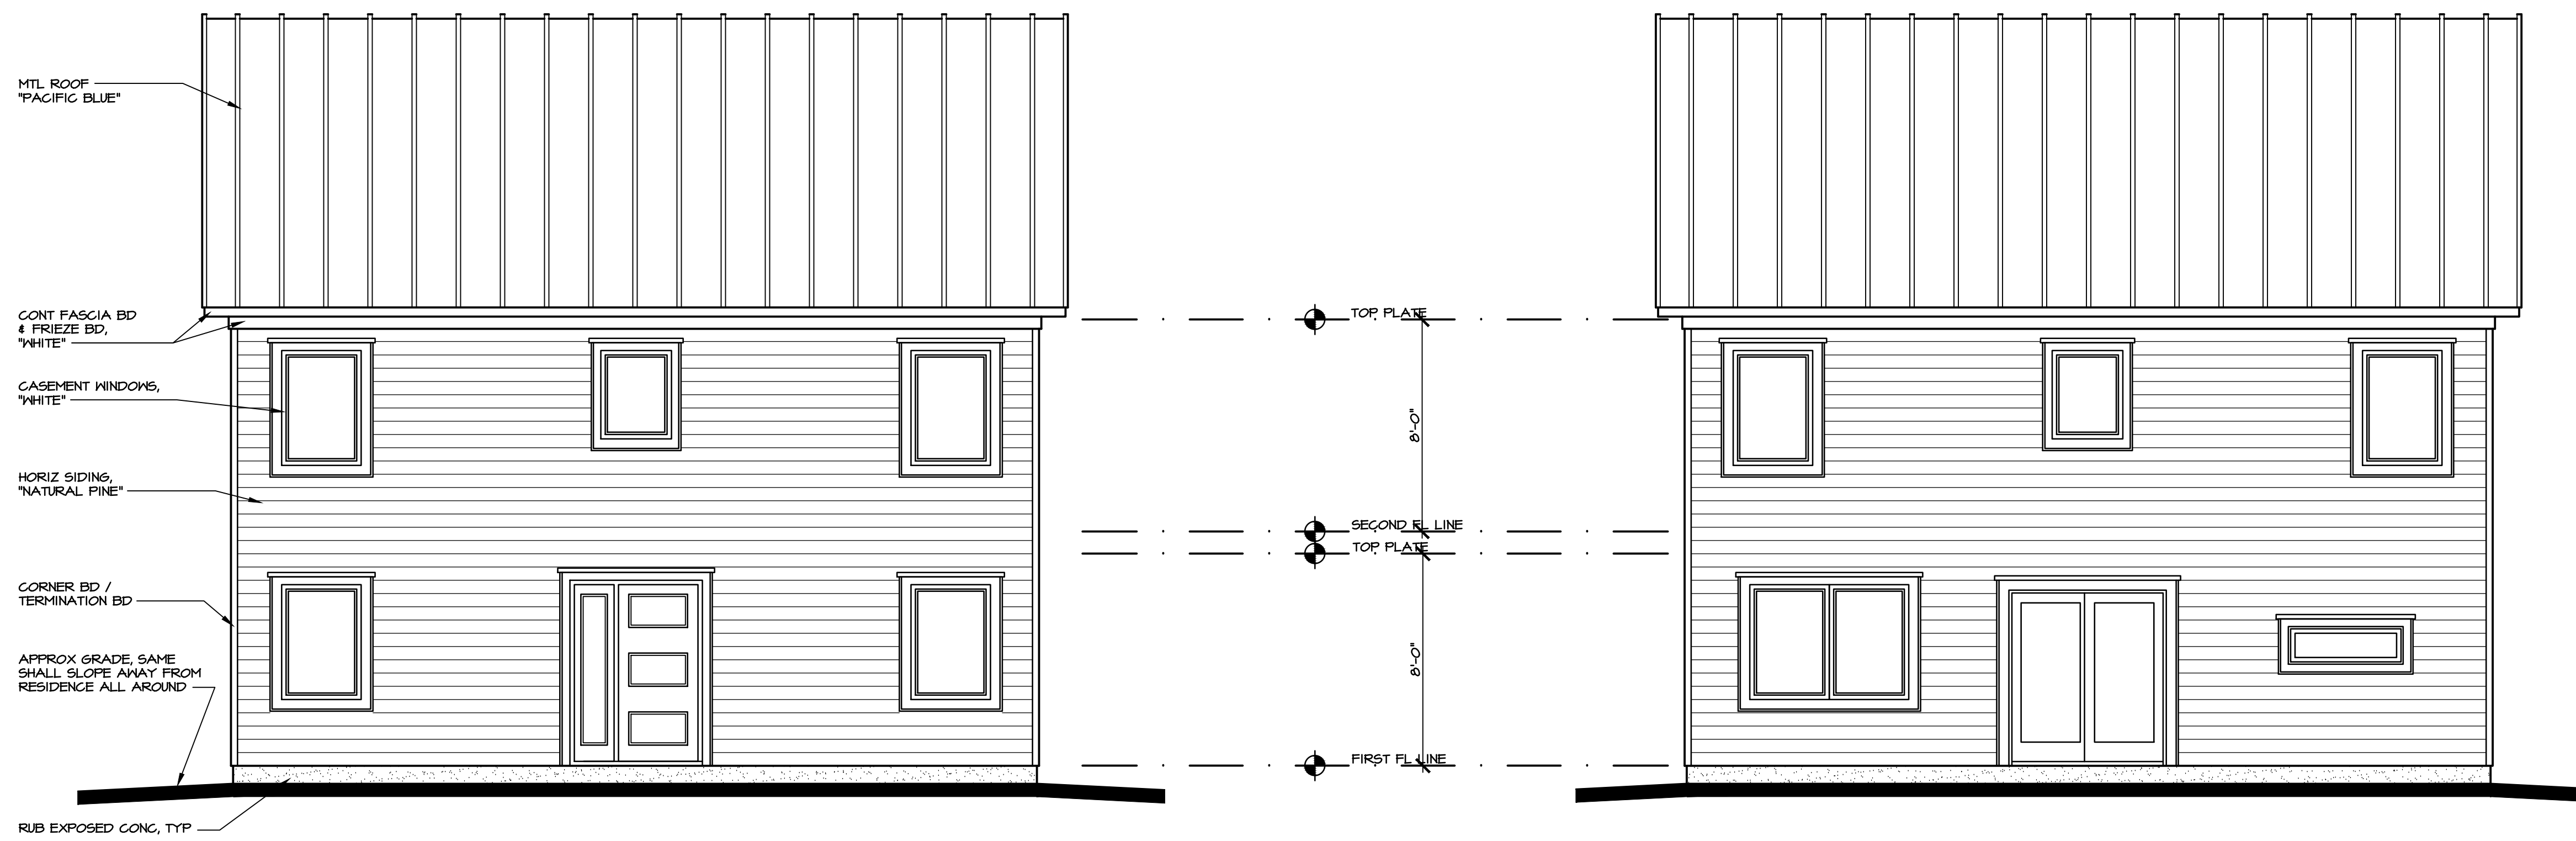 MTL ROOF
"PACIFIC BLUE"
CONT FASCIA BD
& FRIEZE BD,
"WHITE"
CASEMENT WINDOWS,
"WHITE"
HORIZ SIDING,
"NATURAL PINE"
CORNER BD /
TERMINATION BD
APPROX GRADE, SAME
SHALL SLOPE AWAY FROM
RESIDENCE ALL AROUND
RUB EXPOSED CONC, TYP
TOP PLATE
8'-0"
SECOND FL LINE
TOP PLATE
8'-0"
FIRST FL LINE